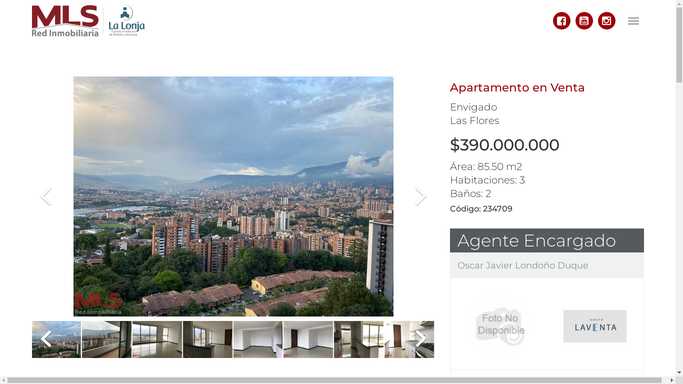 MLS
Red Inmobiliaria
La Lonja
Apartamento en Venta
Envigado
Las Flores
$390.000.000
Área: 85.50 m2
Habitaciones: 3
Baños: 2
Código: 234709
Agente Encargado
Oscar Javier Londoño Duque
MLS
Red Inmobiliaria
Foto No
Disponible
LAVENTA